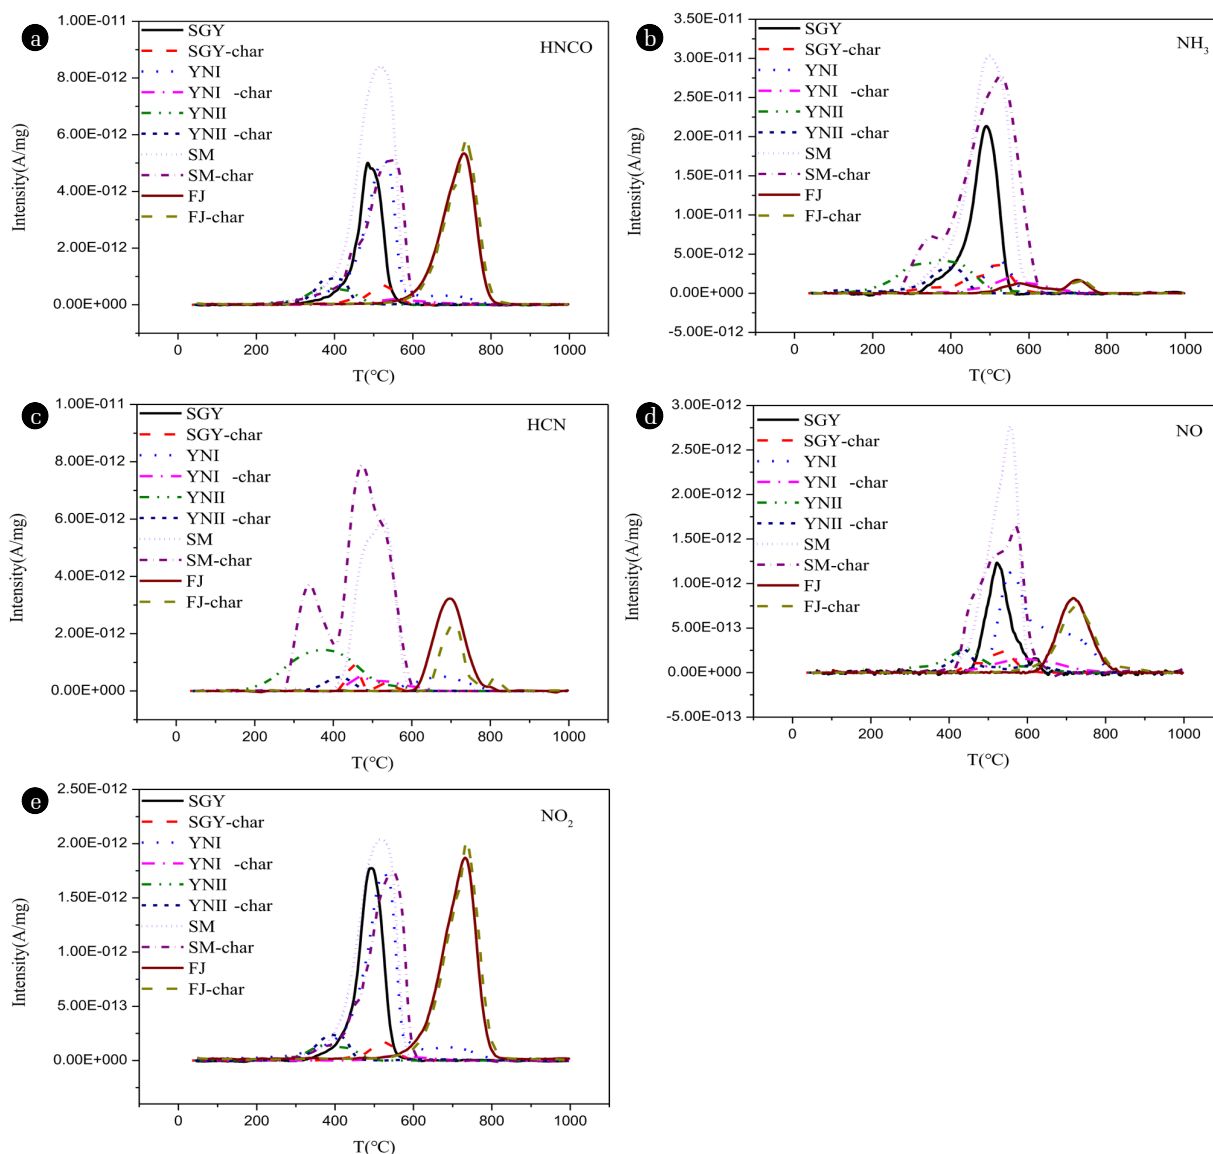 a
HNCO
SGY
SGY-char
YNI
YNI -char
YNII
YNII -char
SM
SM-char
FJ
FJ-char
1.00E-011
8.00E-012
6.00E-012
4.00E-012
2.00E-012
0.00E+000
Intensity(A/mg)
0 200 400 600 800 1000
T(°C)
b
NH3
SGY
SGY-char
YNI
YNI -char
YNII
YNII -char
SM
SM-char
FJ
FJ-char
3.50E-011
3.00E-011
2.50E-011
2.00E-011
1.50E-011
1.00E-011
5.00E-012
0.00E+000
-5.00E-012
Intensity(A/mg)
0 200 400 600 800 1000
T(°C)
c
HCN
SGY
SGY-char
YNI
YNI -char
YNII
YNII -char
SM
SM-char
FJ
FJ-char
1.00E-011
8.00E-012
6.00E-012
4.00E-012
2.00E-012
0.00E+000
Intensity(A/mg)
0 200 400 600 800 1000
T(°C)
d
NO
SGY
SGY-char
YNI
YNI -char
YNII
YNII -char
SM
SM-char
FJ
FJ-char
3.00E-012
2.50E-012
2.00E-012
1.50E-012
1.00E-012
5.00E-013
0.00E+000
-5.00E-013
Intensity(A/mg)
0 200 400 600 800 1000
T(°C)
e
NO2
SGY
SGY-char
YNI
YNI -char
YNII
YNII -char
SM
SM-char
FJ
FJ-char
2.50E-012
2.00E-012
1.50E-012
1.00E-012
5.00E-013
0.00E+000
Intensity(A/mg)
0 200 400 600 800 1000
T(°C)